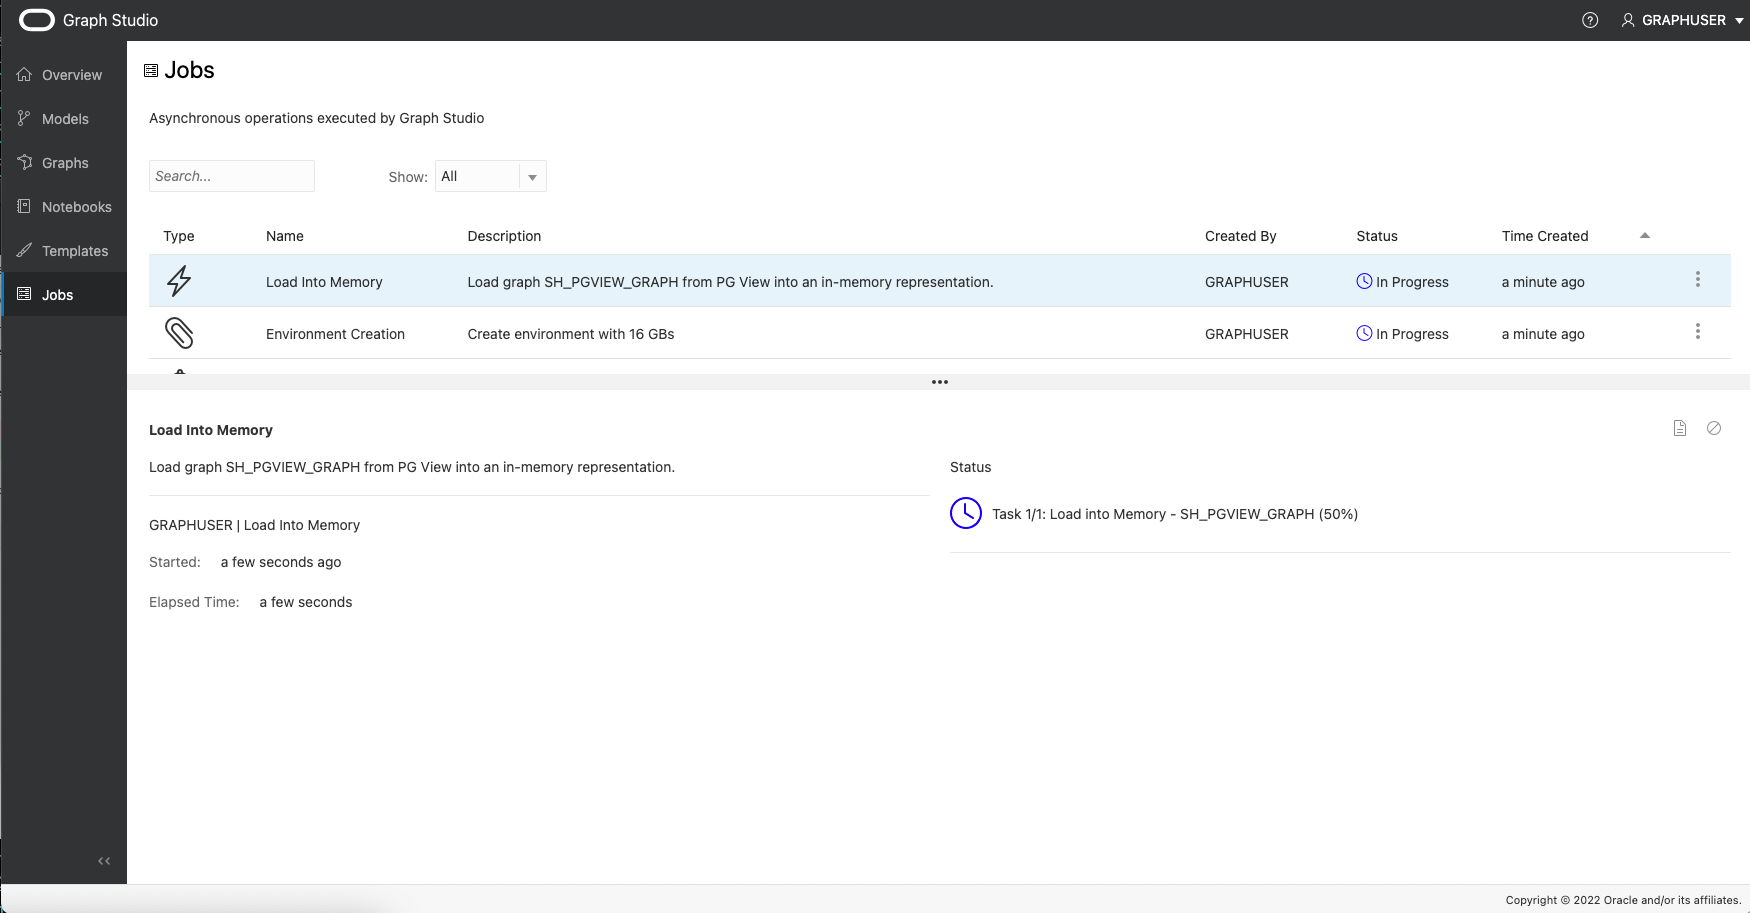 Graph Studio
GRAPHUSER
Overview
Models
Graphs
Notebooks
Templates
Jobs
Jobs
Asynchronous operations executed by Graph Studio
Search...
Show: All
Type Name Description Created By Status Time Created
Load Into Memory Load graph SH_PGVIEW_GRAPH from PG View into an in-memory representation. GRAPHUSER In Progress a minute ago
Environment Creation Create environment with 16 GBs GRAPHUSER In Progress a minute ago
Load Into Memory
Load graph SH_PGVIEW_GRAPH from PG View into an in-memory representation.
GRAPHUSER | Load Into Memory
Started: a few seconds ago
Elapsed Time: a few seconds
Status
Task 1/1: Load into Memory - SH_PGVIEW_GRAPH (50%)
Copyright © 2022 Oracle and/or its affiliates.